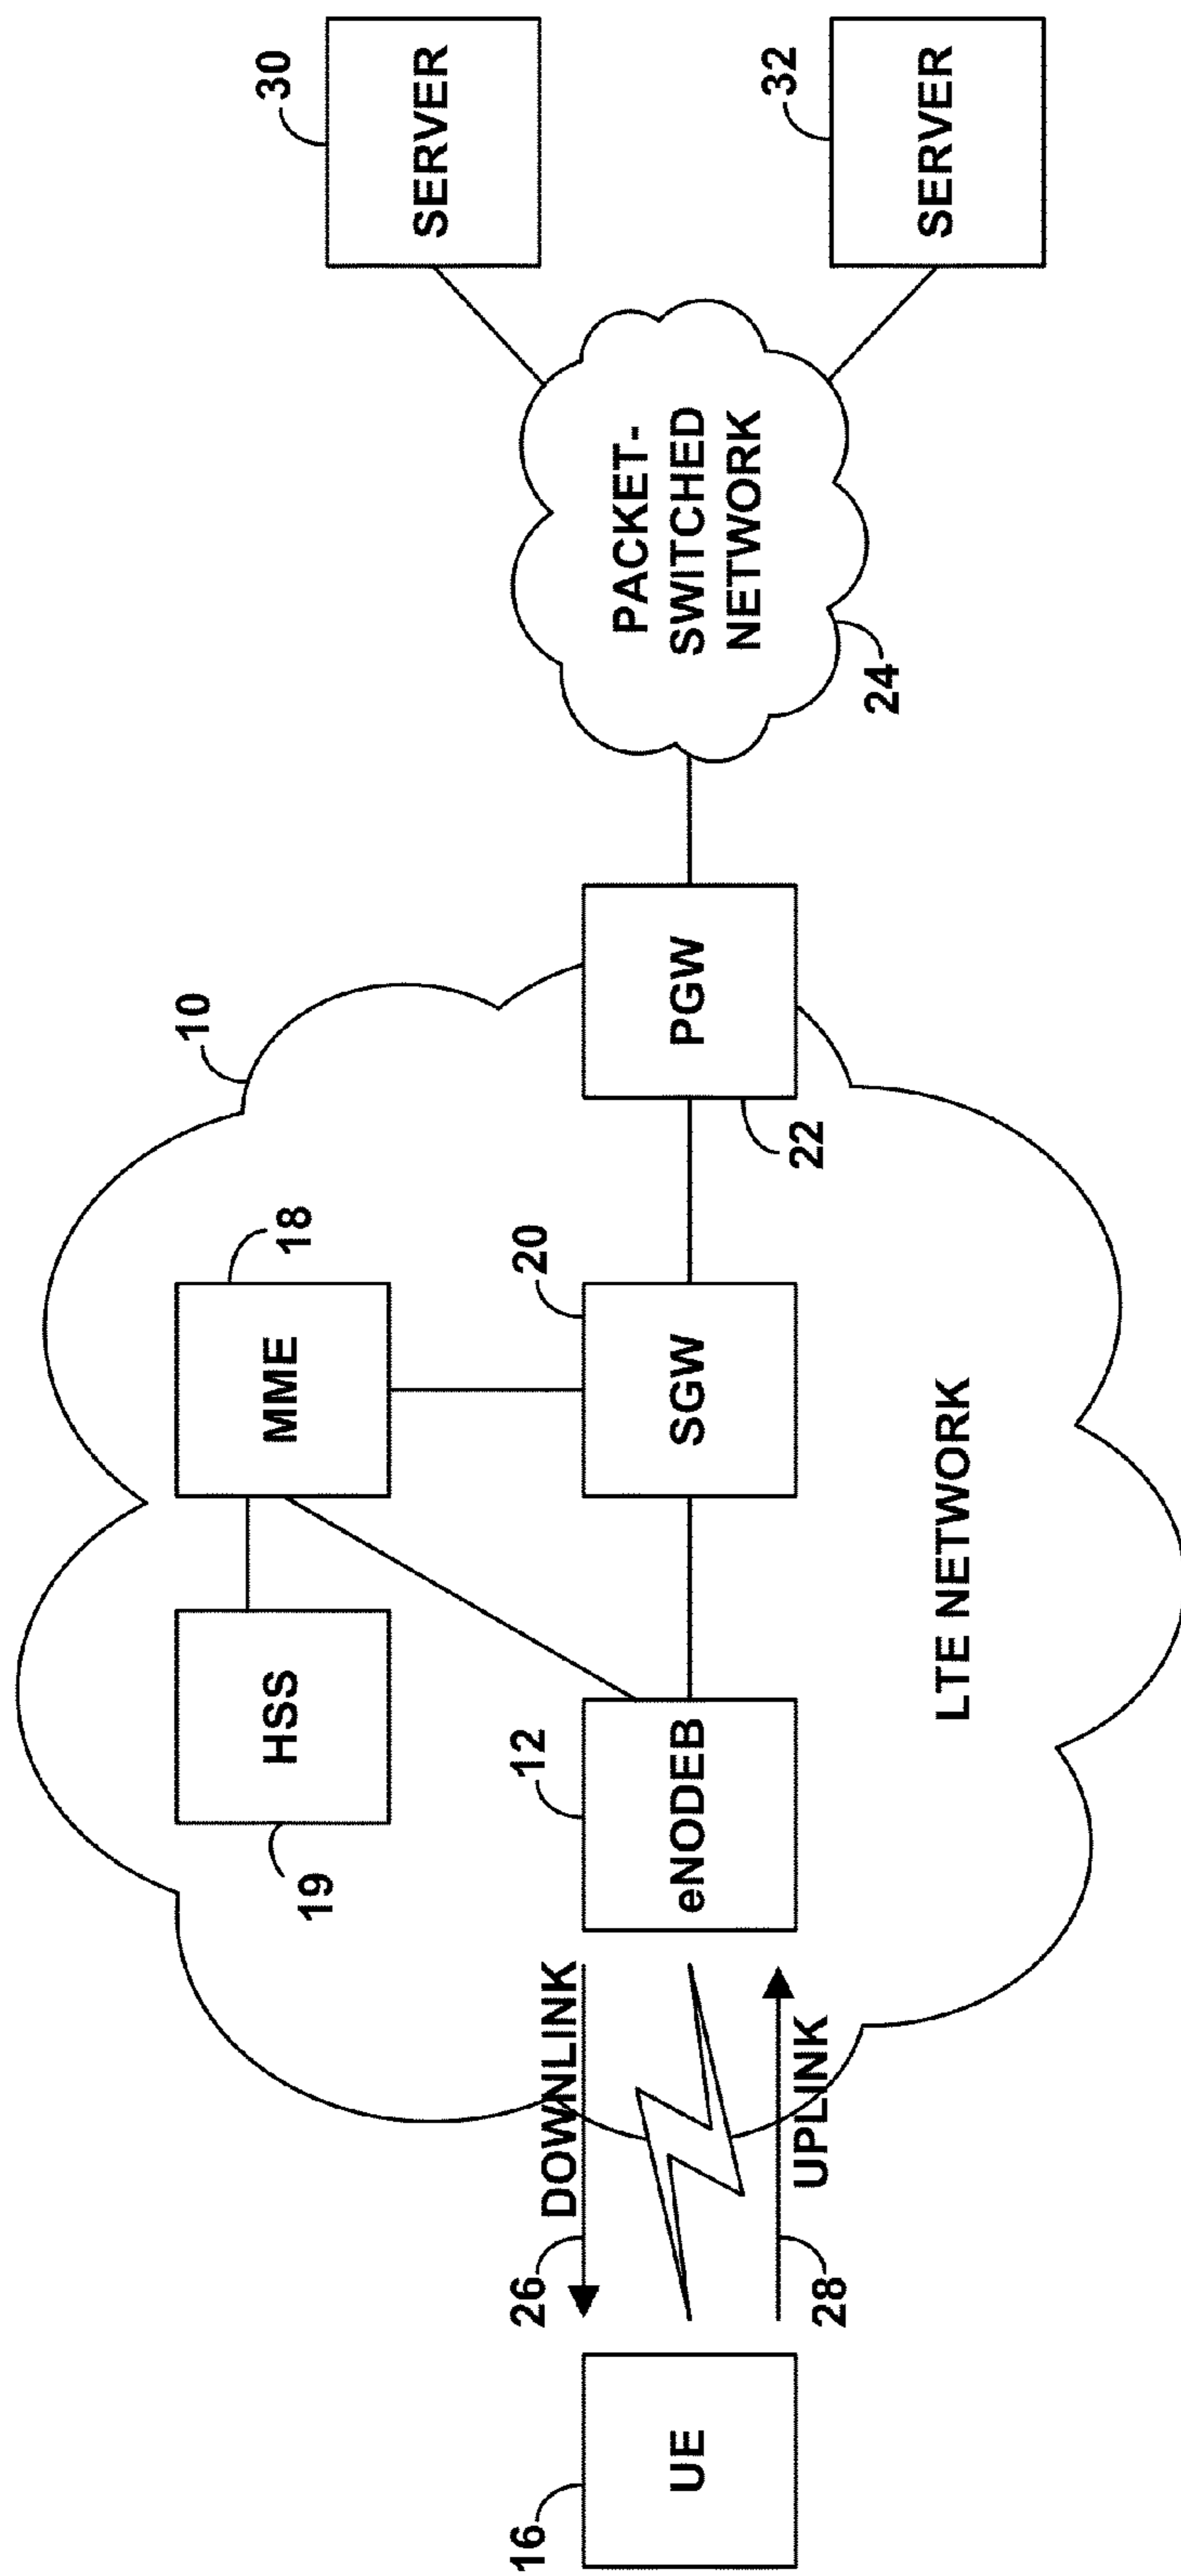 10
HSS
19
MME
18
30
SERVER
DOWNLINK
26
12
20
16
UE
eNODEB
SGW
PGW
22
PACKET-
SWITCHED
NETWORK
24
UPLINK
28
LTE NETWORK
32
SERVER